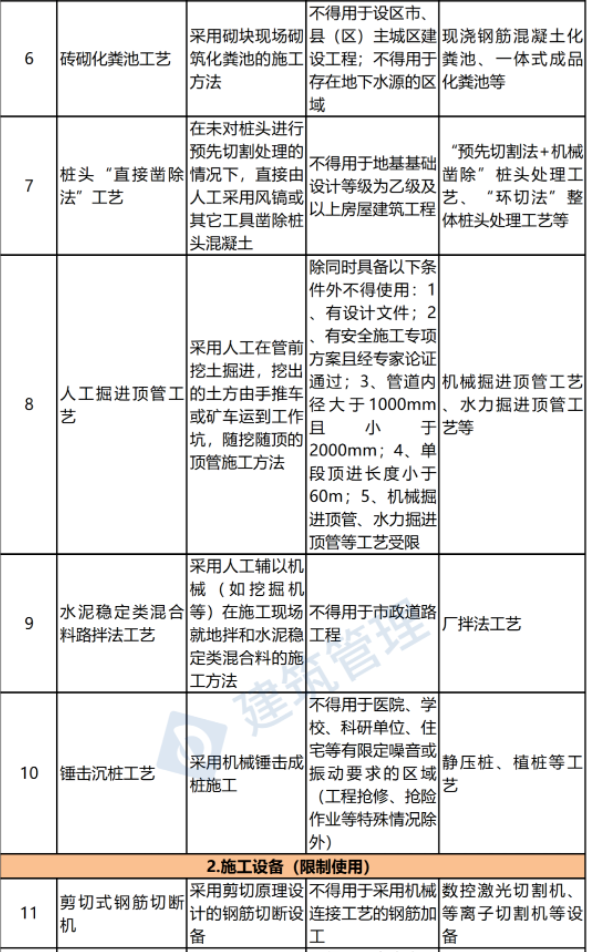 6
砖砌化粪池工艺
采用砌块现场砌
筑化粪池的施工
方法
不得用于设区市、
县（区）主城区建
设工程；不得用于
存在地下水源的区
域
现浇钢筋混凝土化
粪池、一体式成品
化粪池等
7
桩头“直接凿除
法”工艺
在未对桩头进行
预先切割处理的
情况下，直接由
人工采用风镐或
其它工具凿除桩
头混凝土
不得用于地基基础
设计等级为乙级及
以上房屋建筑工程
“预先切割法+机械
凿除”桩头处理工
艺、“环切法”整
体桩头处理工艺等
8
人工掘进顶管工
艺
采用人工在管前
挖土掘进，挖出
的土方由手推车
或矿车运到工作
坑，随挖随顶的
顶管施工方法
除同时具备以下条
件外不得使用：1
、有设计文件；2
、有安全施工专项
方案且经专家论证
通过；3、管道内
径大于1000mm
且小于
2000mm；4、单
段顶进长度小于
60m；5、机械掘
进顶管、水力掘进
顶管等工艺受限
机械掘进顶管工艺
、水力掘进顶管工
艺等
9
水泥稳定类混合
料路拌法工艺
采用人工辅以机
械（如挖掘机
等）在施工现场
就地拌和水泥稳
定类混合料的施
工方法
不得用于市政道路
工程
厂拌法工艺
10
锤击沉桩工艺
采用机械锤击成
桩施工
不得用于医院、学
校、科研单位、住
宅等有限定噪音或
振动要求的区域
（工程抢修、抢险
作业等特殊情况除
外）
静压桩、植桩等工
艺
建筑管理
2.施工设备（限制使用）
11
剪切式钢筋切断
机
采用剪切原理设
计的钢筋切断设
备
不得用于采用机械
连接工艺的钢筋加
工
数控激光切割机、
等离子切割机等设
备